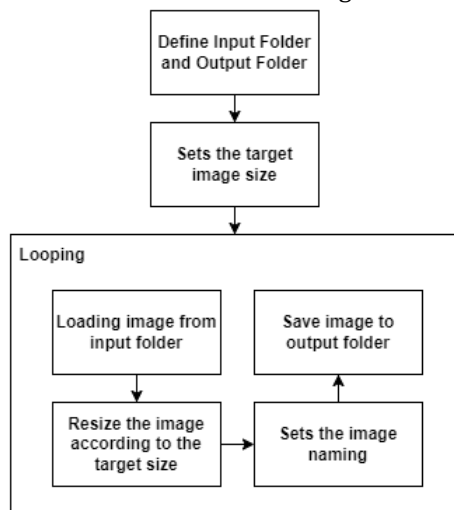 Define Input Folder
and Output Folder
Sets the target
image size
Looping
Loading image from
input folder
Resize the image
according to the
target size
Sets the image
naming
Save image to
output folder